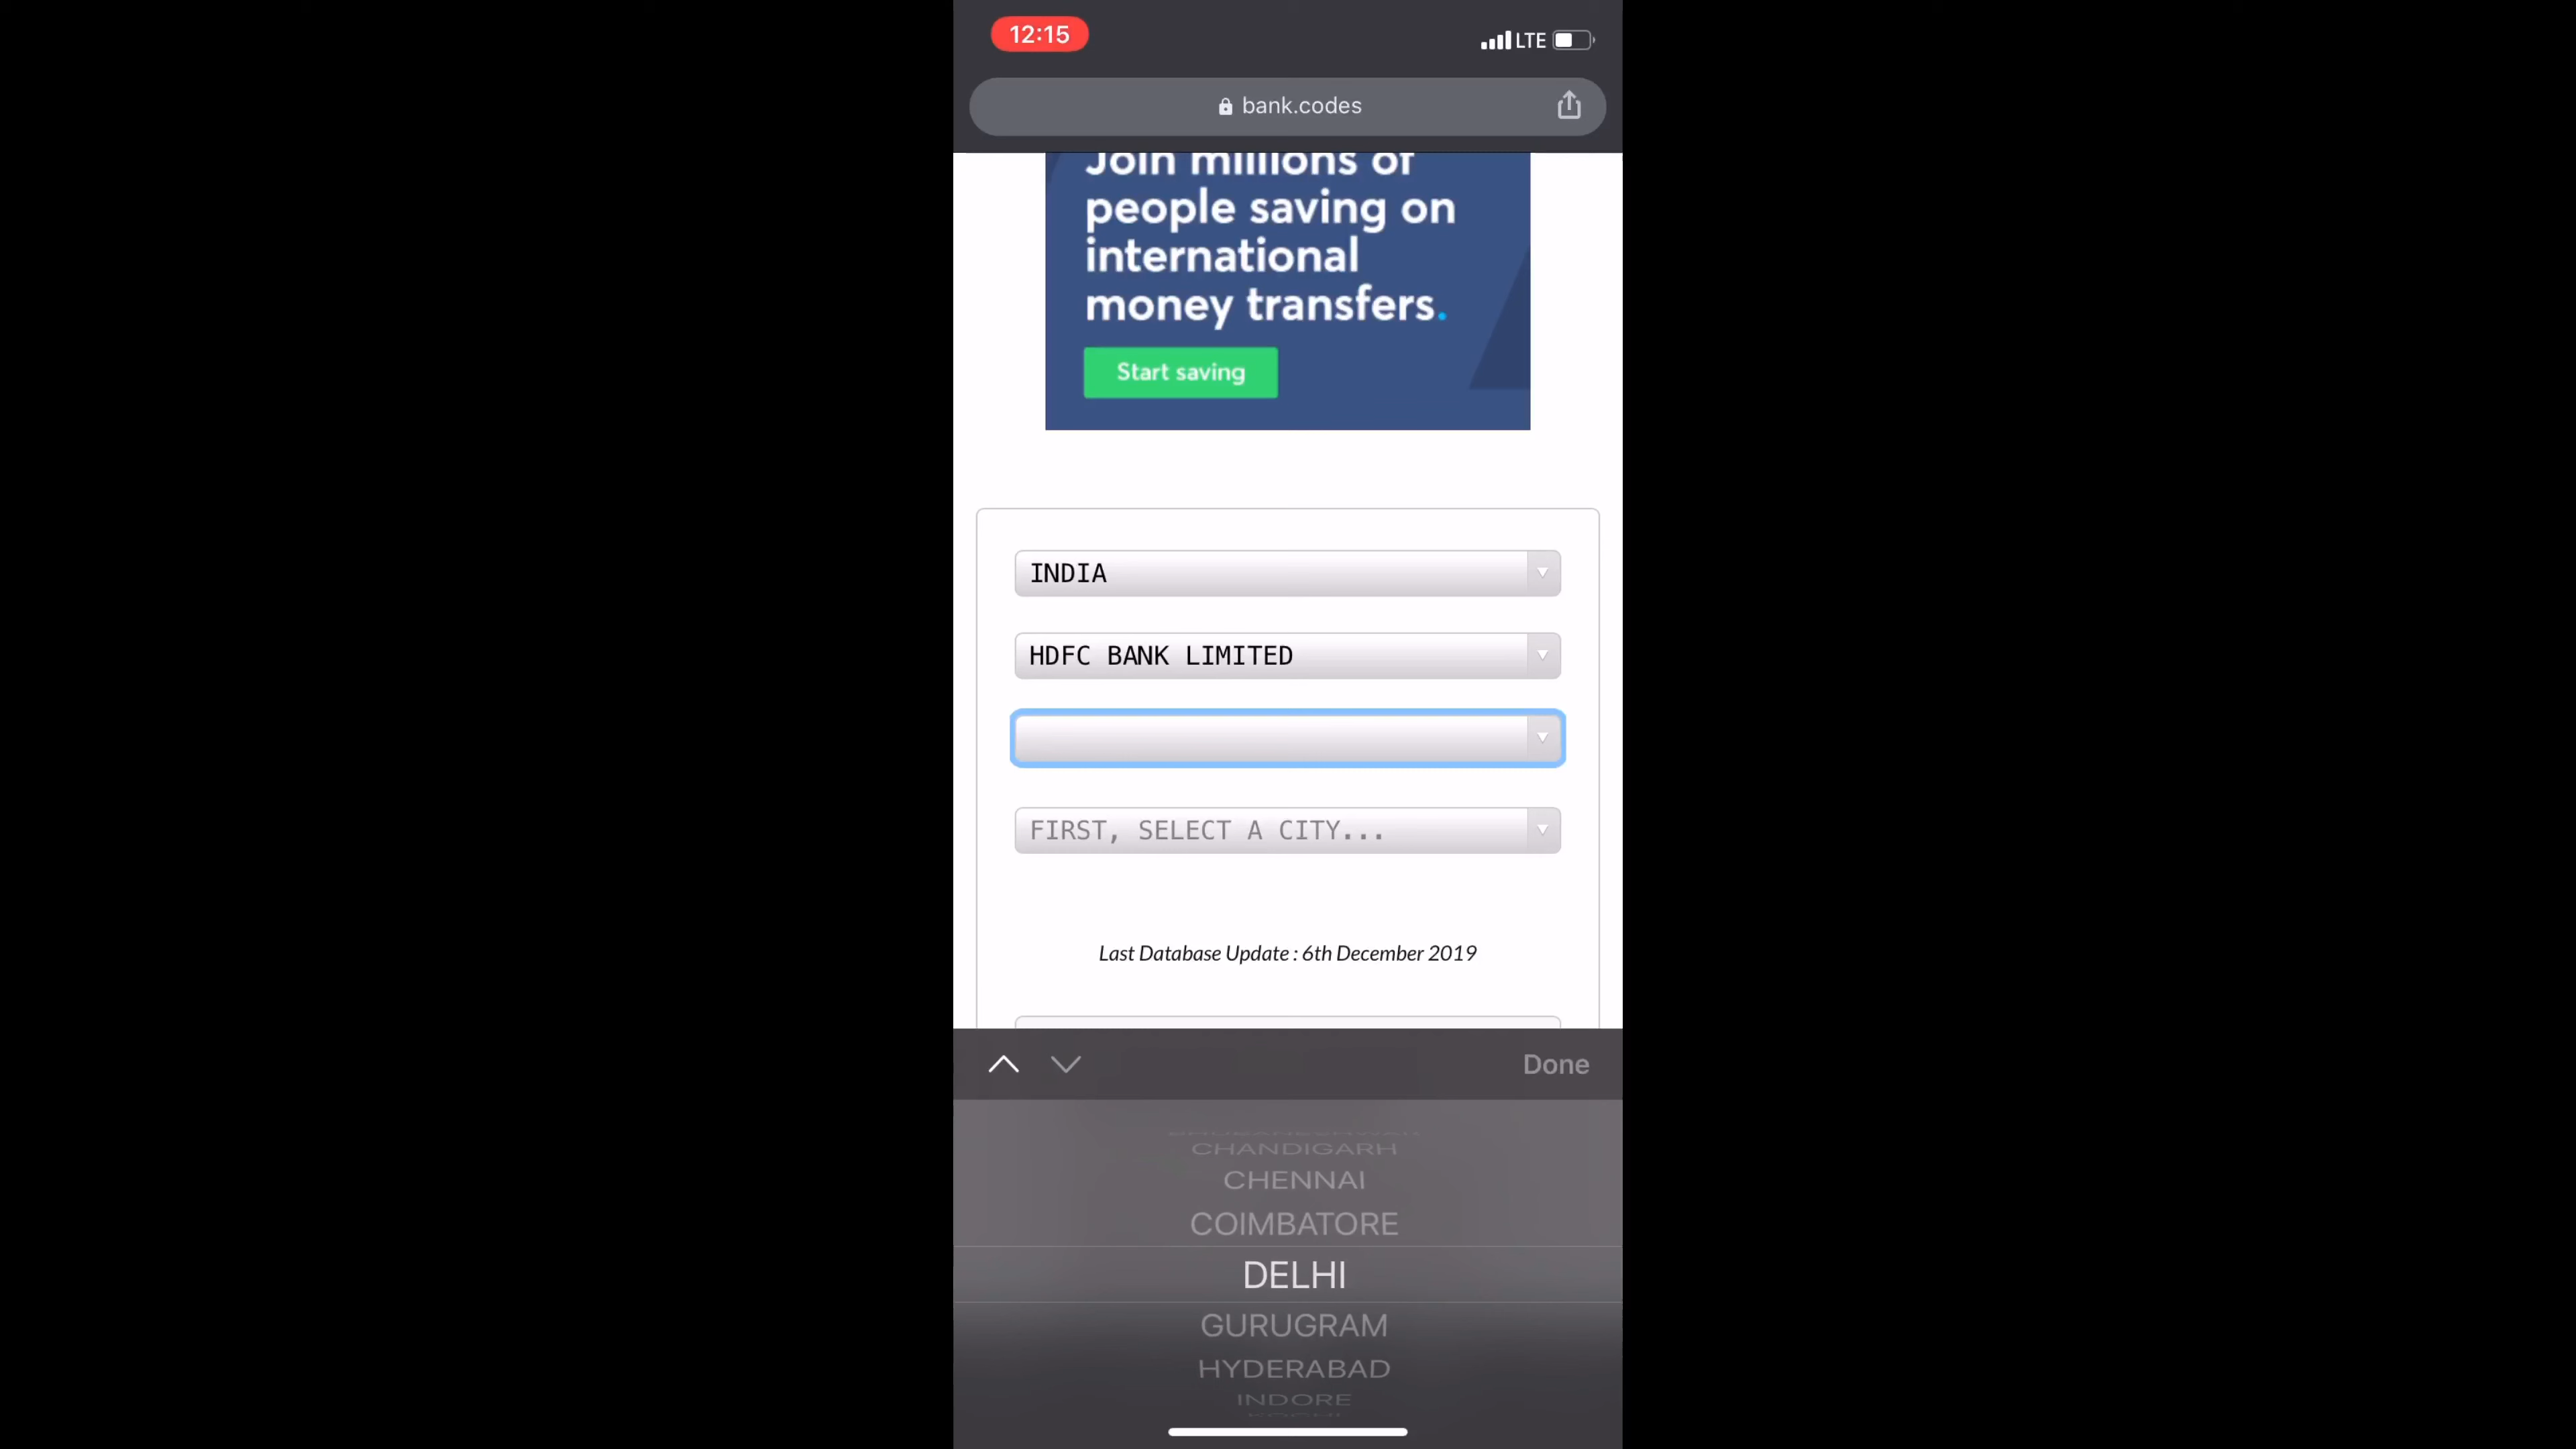 12:15
LTE
bank.codes
Join millions of
people saving on
international
money transfers.
Start saving
INDIA
HDFC BANK LIMITED
FIRST, SELECT A CITY...
Last Database Update : 6th December 2019
Done
CHANDIGARH
CHENNAI
COIMBATORE
DELHI
GURUGRAM
HYDERABAD
INDORE